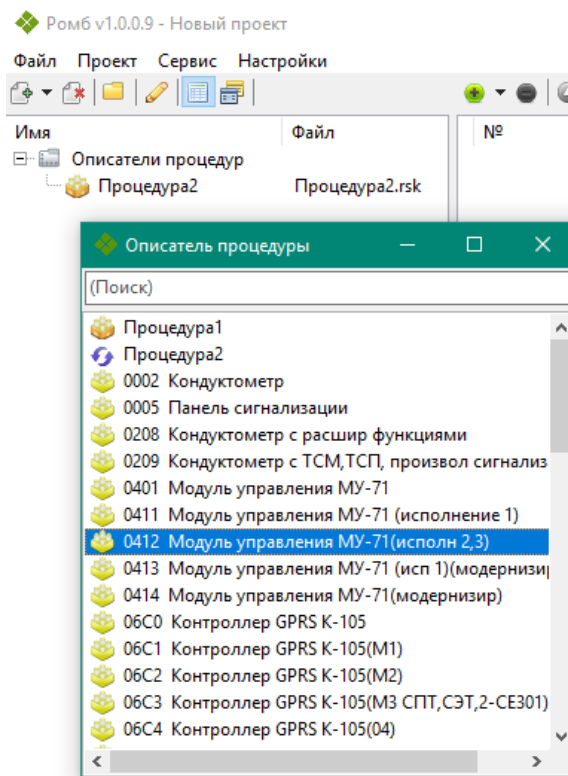 Ромб v1.0.0.9 - Новый проект
Файл Проект Сервис Настройки
Имя Файл №
Описатели процедур
Процедура2 Процедура2.rsk
Описатель процедуры
(Поиск)
Процедура1
Процедура2
0002 Кондуктометр
0005 Панель сигнализации
0208 Кондуктометр с расшир функциями
0209 Кондуктометр с ТСМ,ТСП, произвол сигнализ
0401 Модуль управления МУ-71
0411 Модуль управления МУ-71 (исполнение 1)
0412 Модуль управления МУ-71(исполн 2,3)
0413 Модуль управления МУ-71 (исп 1)(модернизи
0414 Модуль управления МУ-71(модернизир)
06C0 Контроллер GPRS К-105
06C1 Контроллер GPRS К-105(М1)
06C2 Контроллер GPRS К-105(М2)
06C3 Контроллер GPRS К-105(М3 СПТ,СЭТ,2-СЕ301)
06C4 Контроллер GPRS К-105(04)